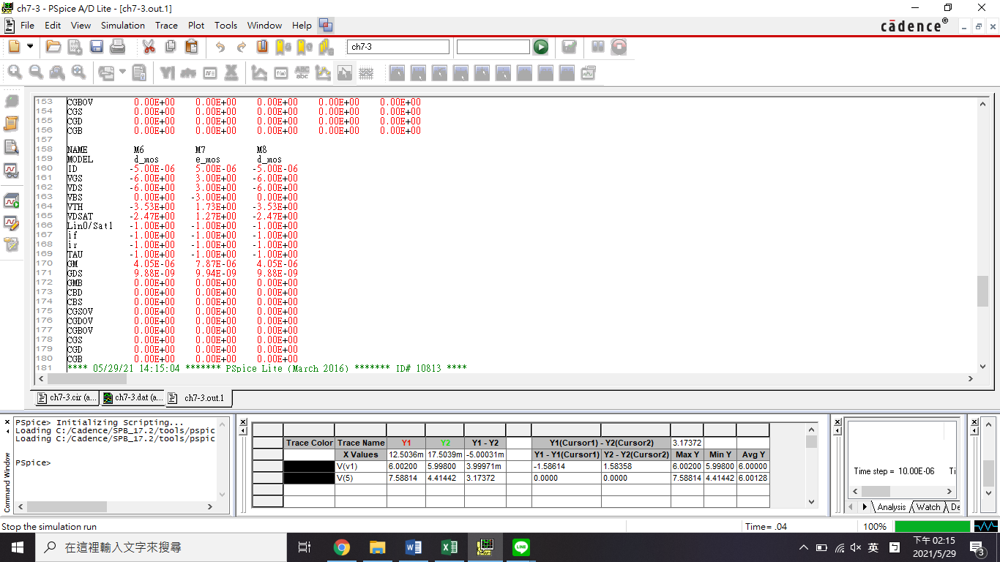 ch7-3 - PSpice A/D Lite - [ch7-3.out.1]
File Edit View Simulation Trace Plot Tools Window Help
cādence®
ch7-3
153 CGBOV 0.00E+00 0.00E+00 0.00E+00 0.00E+00 0.00E+00
154 CGS 0.00E+00 0.00E+00 0.00E+00 0.00E+00 0.00E+00
155 CGD 0.00E+00 0.00E+00 0.00E+00 0.00E+00 0.00E+00
156 CGB 0.00E+00 0.00E+00 0.00E+00 0.00E+00 0.00E+00
157
158 NAME M6 M7 M8
159 MODEL d_mos e_mos d_mos
160 ID -5.00E-06 5.00E-06 -5.00E-06
161 VGS -6.00E+00 3.00E+00 -6.00E+00
162 VDS -6.00E+00 3.00E+00 -6.00E+00
163 VBS 0.00E+00 -3.00E+00 0.00E+00
164 VTH -3.53E+00 1.73E+00 -3.53E+00
165 VDSAT -2.47E+00 1.27E+00 -2.47E+00
166 Lin0/Sat1 -1.00E+00 -1.00E+00 -1.00E+00
167 if -1.00E+00 -1.00E+00 -1.00E+00
168 ir -1.00E+00 -1.00E+00 -1.00E+00
169 TAU -1.00E+00 -1.00E+00 -1.00E+00
170 GM 4.05E-06 7.87E-06 4.05E-06
171 GDS 9.88E-09 9.94E-09 9.88E-09
172 GMB 0.00E+00 0.00E+00 0.00E+00
173 CBD 0.00E+00 0.00E+00 0.00E+00
174 CBS 0.00E+00 0.00E+00 0.00E+00
175 CGSOV 0.00E+00 0.00E+00 0.00E+00
176 CGDOV 0.00E+00 0.00E+00 0.00E+00
177 CGBOV 0.00E+00 0.00E+00 0.00E+00
178 CGS 0.00E+00 0.00E+00 0.00E+00
179 CGD 0.00E+00 0.00E+00 0.00E+00
180 CGB 0.00E+00 0.00E+00 0.00E+00
181 **** 05/29/21 14:15:04 ******* PSpice Lite (March 2016) ******* ID# 10813 ****
ch7-3.cir (a... ch7-3.dat (a... ch7-3.out.1
Command Window
PSpice> Initializing Scripting...
Loading C:/Cadence/SPB_17.2/tools/pspic
Loading C:/Cadence/SPB_17.2/tools/pspic
PSpice>
Trace Color Trace Name Y1 Y2 Y1 - Y2 Y1(Cursor1) - Y2(Cursor2) 3.17372
X Values 12.5036m 17.5039m -5.00031m Y1 - Y1(Cursor1) Y2 - Y2(Cursor2) Max Y Min Y Avg Y
V(v1) 6.00200 5.99800 3.99971m -1.58614 1.58358 6.00200 5.99800 6.00000
V(5) 7.58814 4.41442 3.17372 0.0000 0.0000 7.58814 4.41442 6.00128
Time step = 10.00E-06 Ti
Analysis Watch De
Stop the simulation run
Time= .04 100%
在這裡輸入文字來搜尋
英
下午 02:15
2021/5/29
3